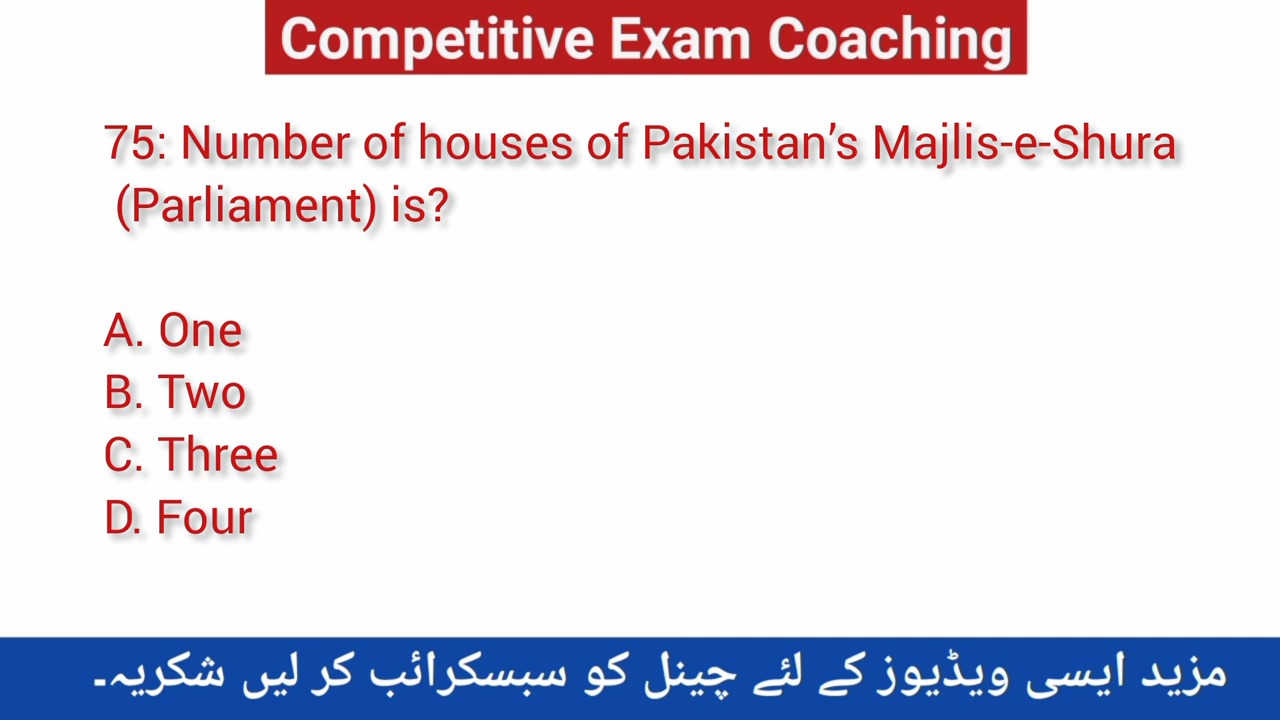 Competitive Exam Coaching
75: Number of houses of Pakistan’s Majlis-e-Shura
(Parliament) is?
A. One
B. Two
C. Three
D. Four
مزید ایسی ویڈیوز کے لئے چینل کو سبسکرائب کر لیں شکریہ۔